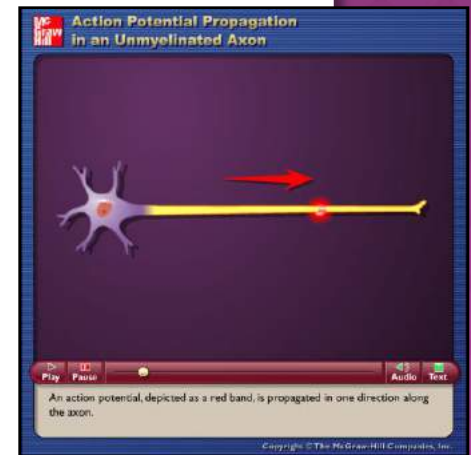 Mc
Graw
Hill
Action Potential Propagation
in an Unmyelinated Axon
Play Pause Audio Text
An action potential, depicted as a red band, is propagated in one direction along
the axon.
Copyright © The McGraw-Hill Companies, Inc.